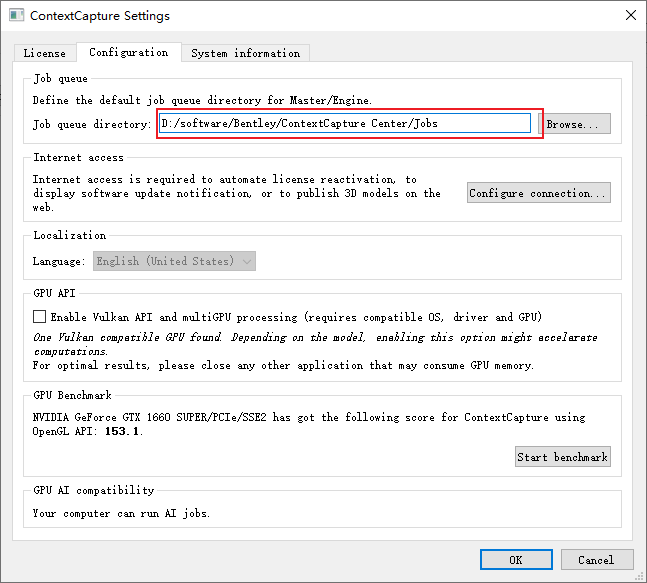 ContextCapture Settings
License Configuration System information
Job queue
Define the default job queue directory for Master/Engine.
Job queue directory: D:/software/Bentley/ContextCapture Center/Jobs Browse...
Internet access
Internet access is required to automate license reactivation, to
display software update notification, or to publish 3D models on the
web.
Configure connection...
Localization
Language: English (United States)
GPU API
Enable Vulkan API and multiGPU processing (requires compatible OS, driver and GPU)
One Vulkan compatible GPU found. Depending on the model, enabling this option might accelerate
computations.
For optimal results, please close any other application that may consume GPU memory.
GPU Benchmark
NVIDIA GeForce GTX 1660 SUPER/PCIe/SSE2 has got the following score for ContextCapture using
OpenGL API: 153.1.
Start benchmark
GPU AI compatibility
Your computer can run AI jobs.
OK Cancel